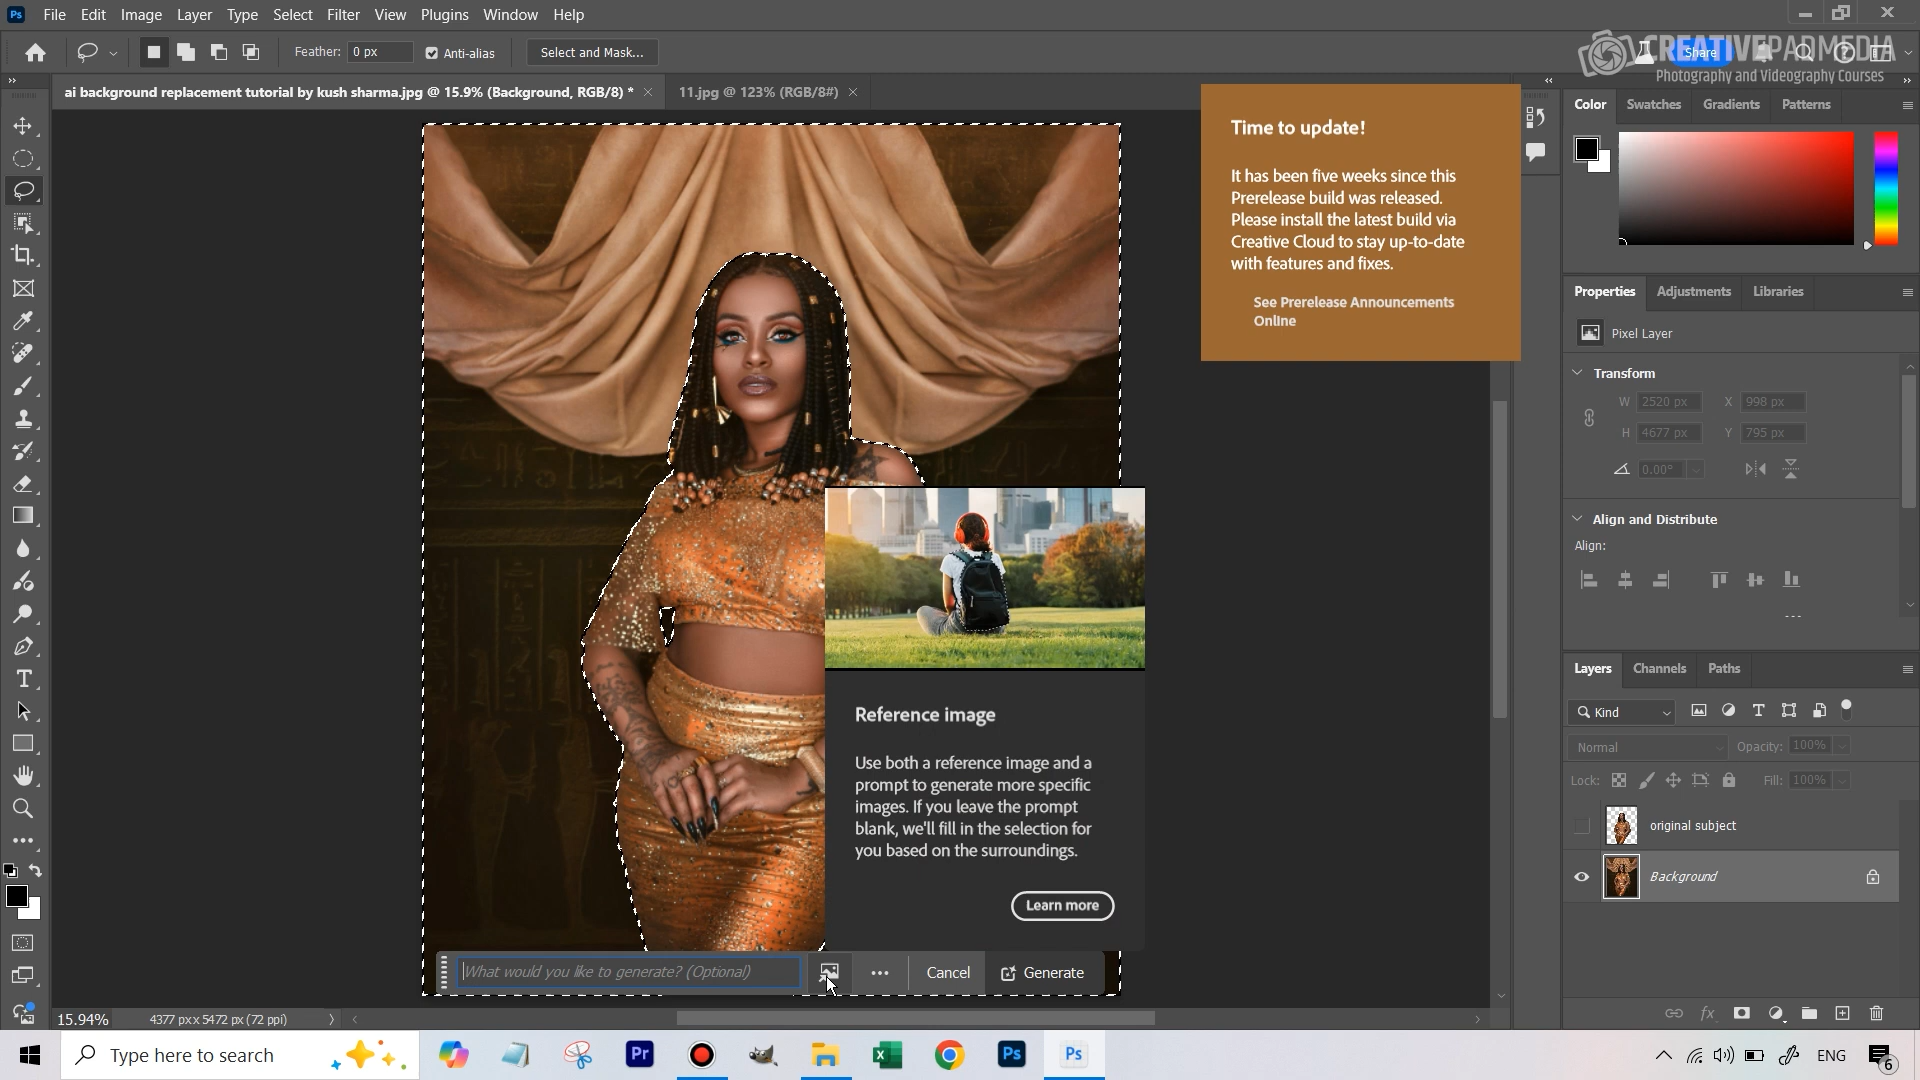 Ps File Edit Image Layer Type Select Filter View Plugins Window Help
Feather: 0 px Anti-alias Select and Mask... Share
CREATIVEPADMEDIA
Photography and Videography Courses
ai background replacement tutorial by kush sharma.jpg @ 15.9% (Background, RGB/8) * 11.jpg @ 123% (RGB/8#)
Color Swatches Gradients Patterns
Time to update!
It has been five weeks since this
Prerelease build was released.
Please install the latest build via
Creative Cloud to stay up-to-date
with features and fixes.
See Prerelease Announcements
Online
Properties Adjustments Libraries
Pixel Layer
Transform
W 2520 px X 998 px
H 4677 px Y 795 px
0.00°
Align and Distribute
Align:
Reference image
Use both a reference image and a
prompt to generate more specific
images. If you leave the prompt
blank, we'll fill in the selection for
you based on the surroundings.
Learn more
Layers Channels Paths
Kind
Normal Opacity: 100%
Lock: Fill: 100%
original subject
Background
What would you like to generate? (Optional) Cancel Generate
15.94% 4377 px x 5472 px (72 ppi)
fx
Type here to search
Pr Ps Ps
ENG 6